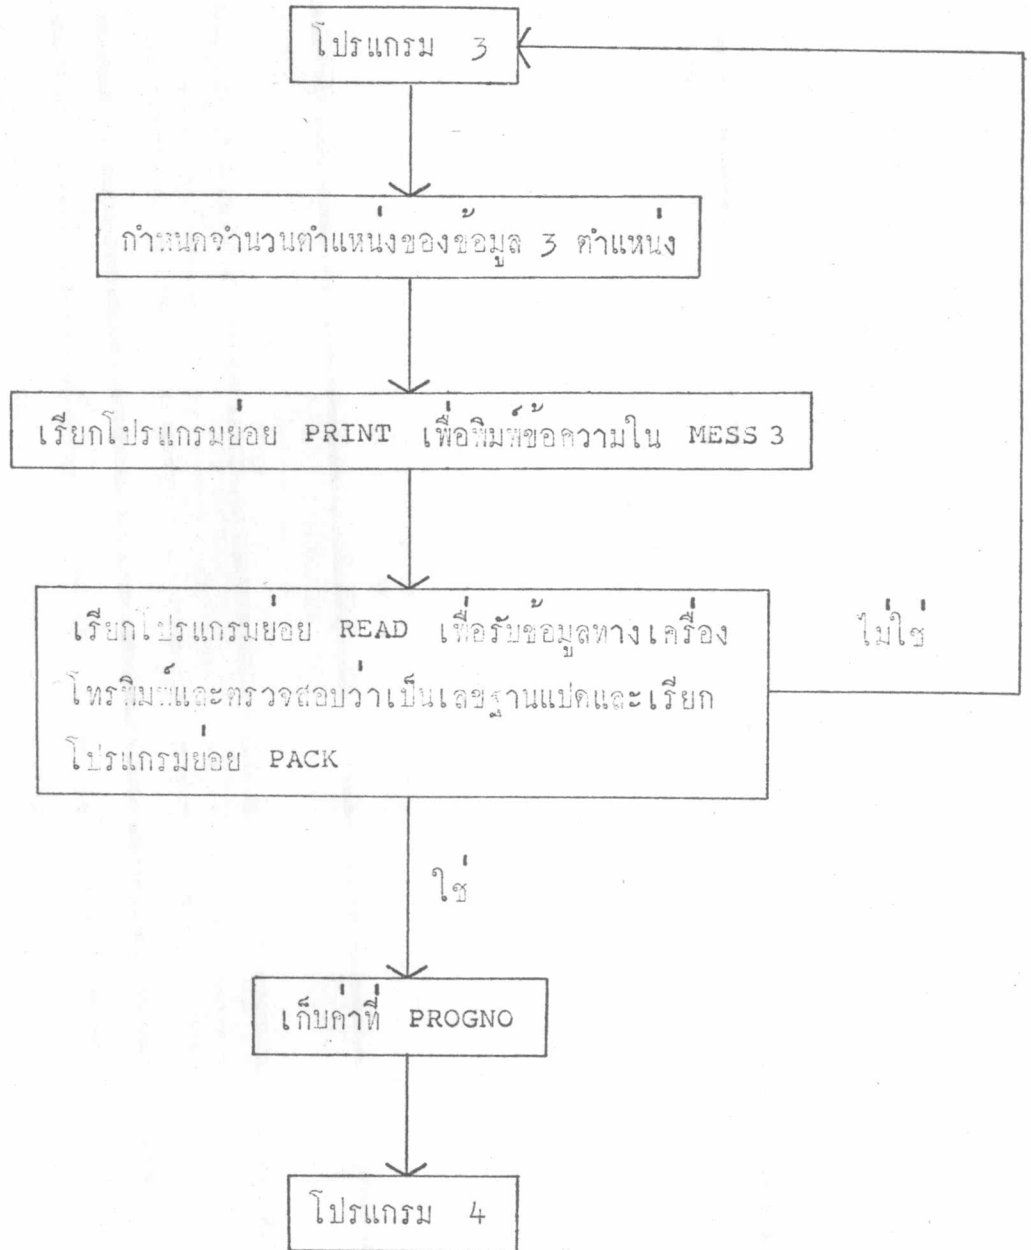 โปรแกรม 3
กำหนดจำนวนตำแหน่งของข้อมูล 3 ตำแหน่ง
เรียกโปรแกรมย่อย PRINT เพื่อพิมพ์ข้อความใน MESS 3
เรียกโปรแกรมย่อย READ เพื่อรับข้อมูลทางเครื่อง
โทรพิมพ์และตรวจสอบว่าเป็นเลขฐานแปดและเรียก
โปรแกรมย่อย PACK
ไม่ใช่
ใช่
เก็บค่าที่ PROGNO
โปรแกรม 4